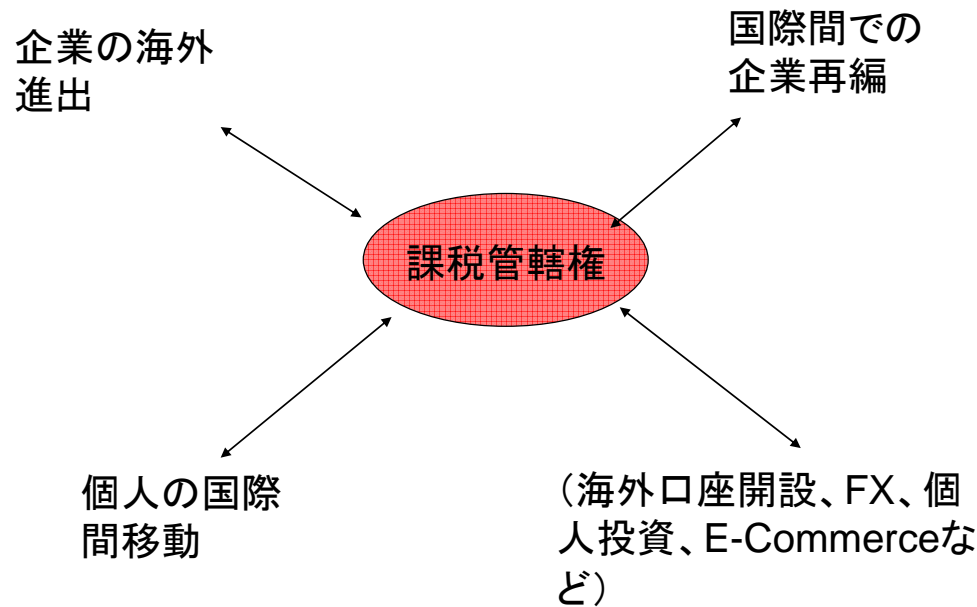 企業の海外
進出
国際間での
企業再編
課税管轄権
個人の国際
間移動
（海外口座開設、FX、個
人投資、E-Commerceな
ど）